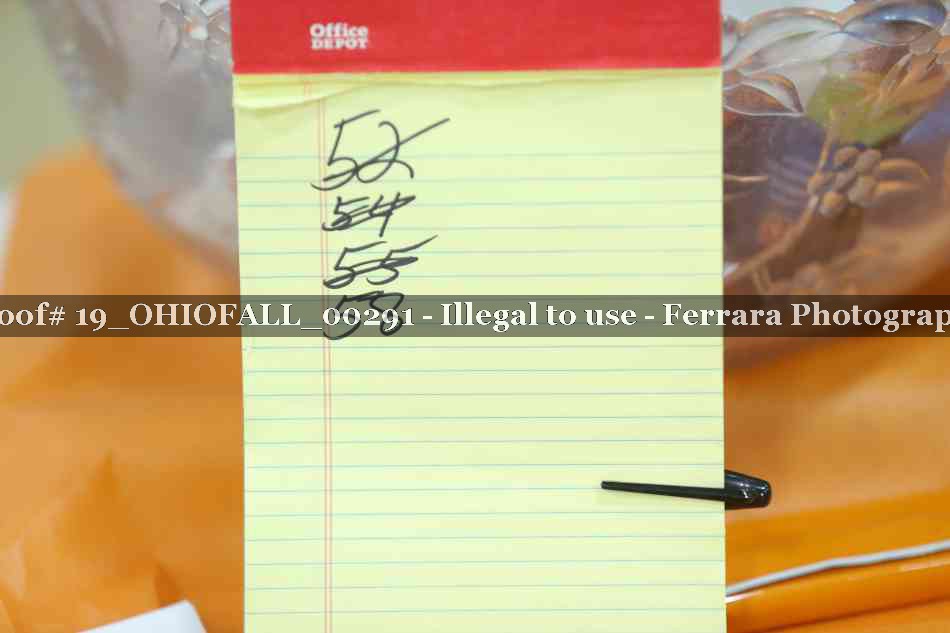 Office
DEPOT
52
54
55
58
oof# 19_OHIOFALL_00291 - Illegal to use - Ferrara Photograp